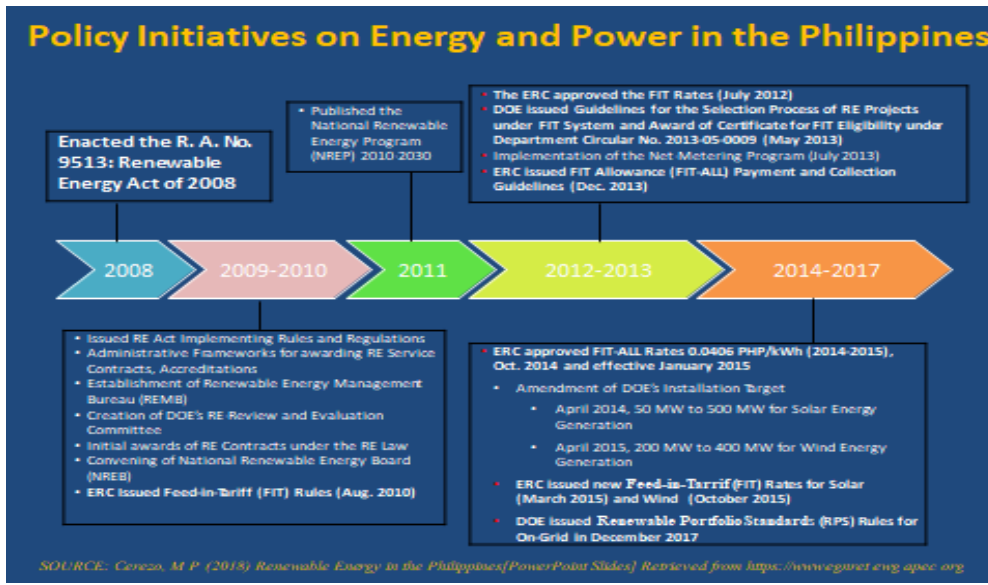 Policy Initiatives on Energy and Power in the Philippines
Enacted the R. A. No.
9513: Renewable
Energy Act of 2008
• Published the
National Renewable
Energy Program
(NREP) 2010-2030
• The ERC approved the FIT Rates (July 2012)
• DOE issued Guidelines for the Selection Process of RE Projects
under FIT System and Award of Certificate for FIT Eligibility under
Department Circular No. 2013-05-0009 (May 2013)
• Implementation of the Net-Metering Program (July 2013)
• ERC issued FIT Allowance (FIT-ALL) Payment and Collection
Guidelines (Dec. 2013)
2008
2009-2010
2011
2012-2013
2014-2017
• Issued RE Act Implementing Rules and Regulations
• Administrative Frameworks for awarding RE Service
Contracts, Accreditations
• Establishment of Renewable Energy Management
Bureau (REMB)
• Creation of DOE's RE Review and Evaluation
Committee
• Initial awards of RE Contracts under the RE Law
• Convening of National Renewable Energy Board
(NREB)
• ERC Issued Feed-in-Tariff (FIT) Rules (Aug. 2010)
• ERC approved FIT-ALL Rates 0.0406 PHP/kWh (2014-2015),
Oct. 2014 and effective January 2015
• Amendment of DOE's Installation Target
• April 2014, 50 MW to 500 MW for Solar Energy
Generation
• April 2015, 200 MW to 400 MW for Wind Energy
Generation
• ERC issued new Feed-in-Tarrif (FIT) Rates for Solar
(March 2015) and Wind (October 2015)
• DOE issued Renewable Portfolio Standards (RPS) Rules for
On-Grid in December 2017
SOURCE: Cerezo, M P (2018) Renewable Energy in the Philippines[PowerPoint Slides] Retrieved from https://www.egnret ewg apec org